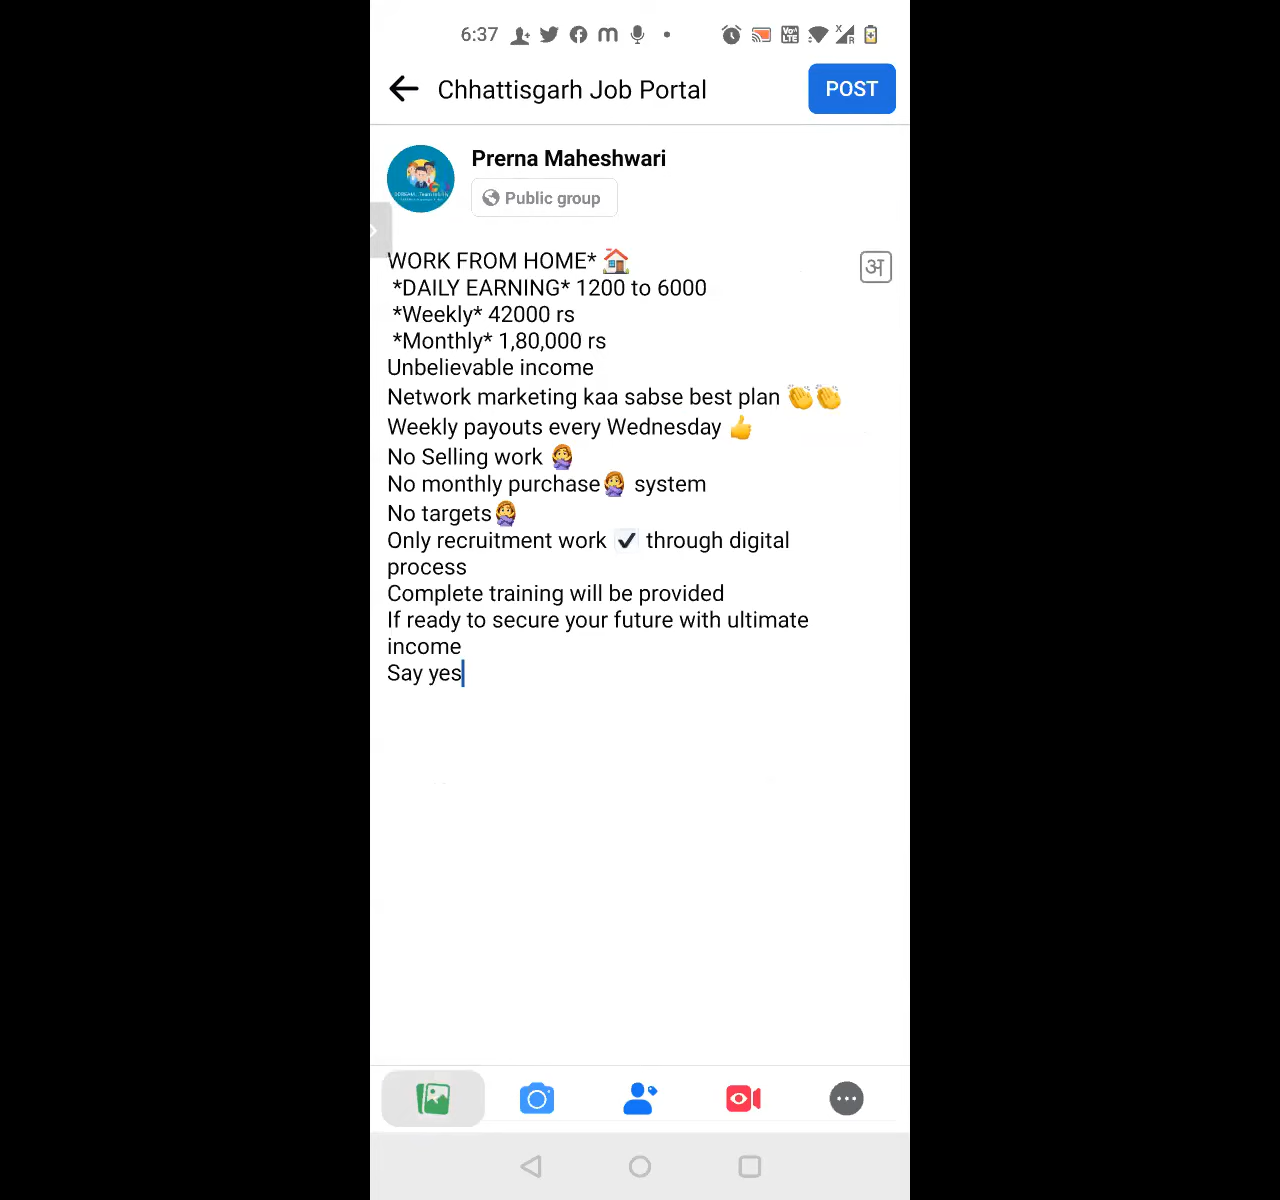 6:37
Chhattisgarh Job Portal
POST
Prerna Maheshwari
Public group
WORK FROM HOME* 🏠
*DAILY EARNING* 1200 to 6000
*Weekly* 42000 rs
*Monthly* 1,80,000 rs
Unbelievable income
Network marketing kaa sabse best plan 👏👏
Weekly payouts every Wednesday 👍
No Selling work 🙅‍♀️
No monthly purchase🙅‍♀️ system
No targets🙅‍♀️
Only recruitment work ✔ through digital
process
Complete training will be provided
If ready to secure your future with ultimate
income
Say yes
अ